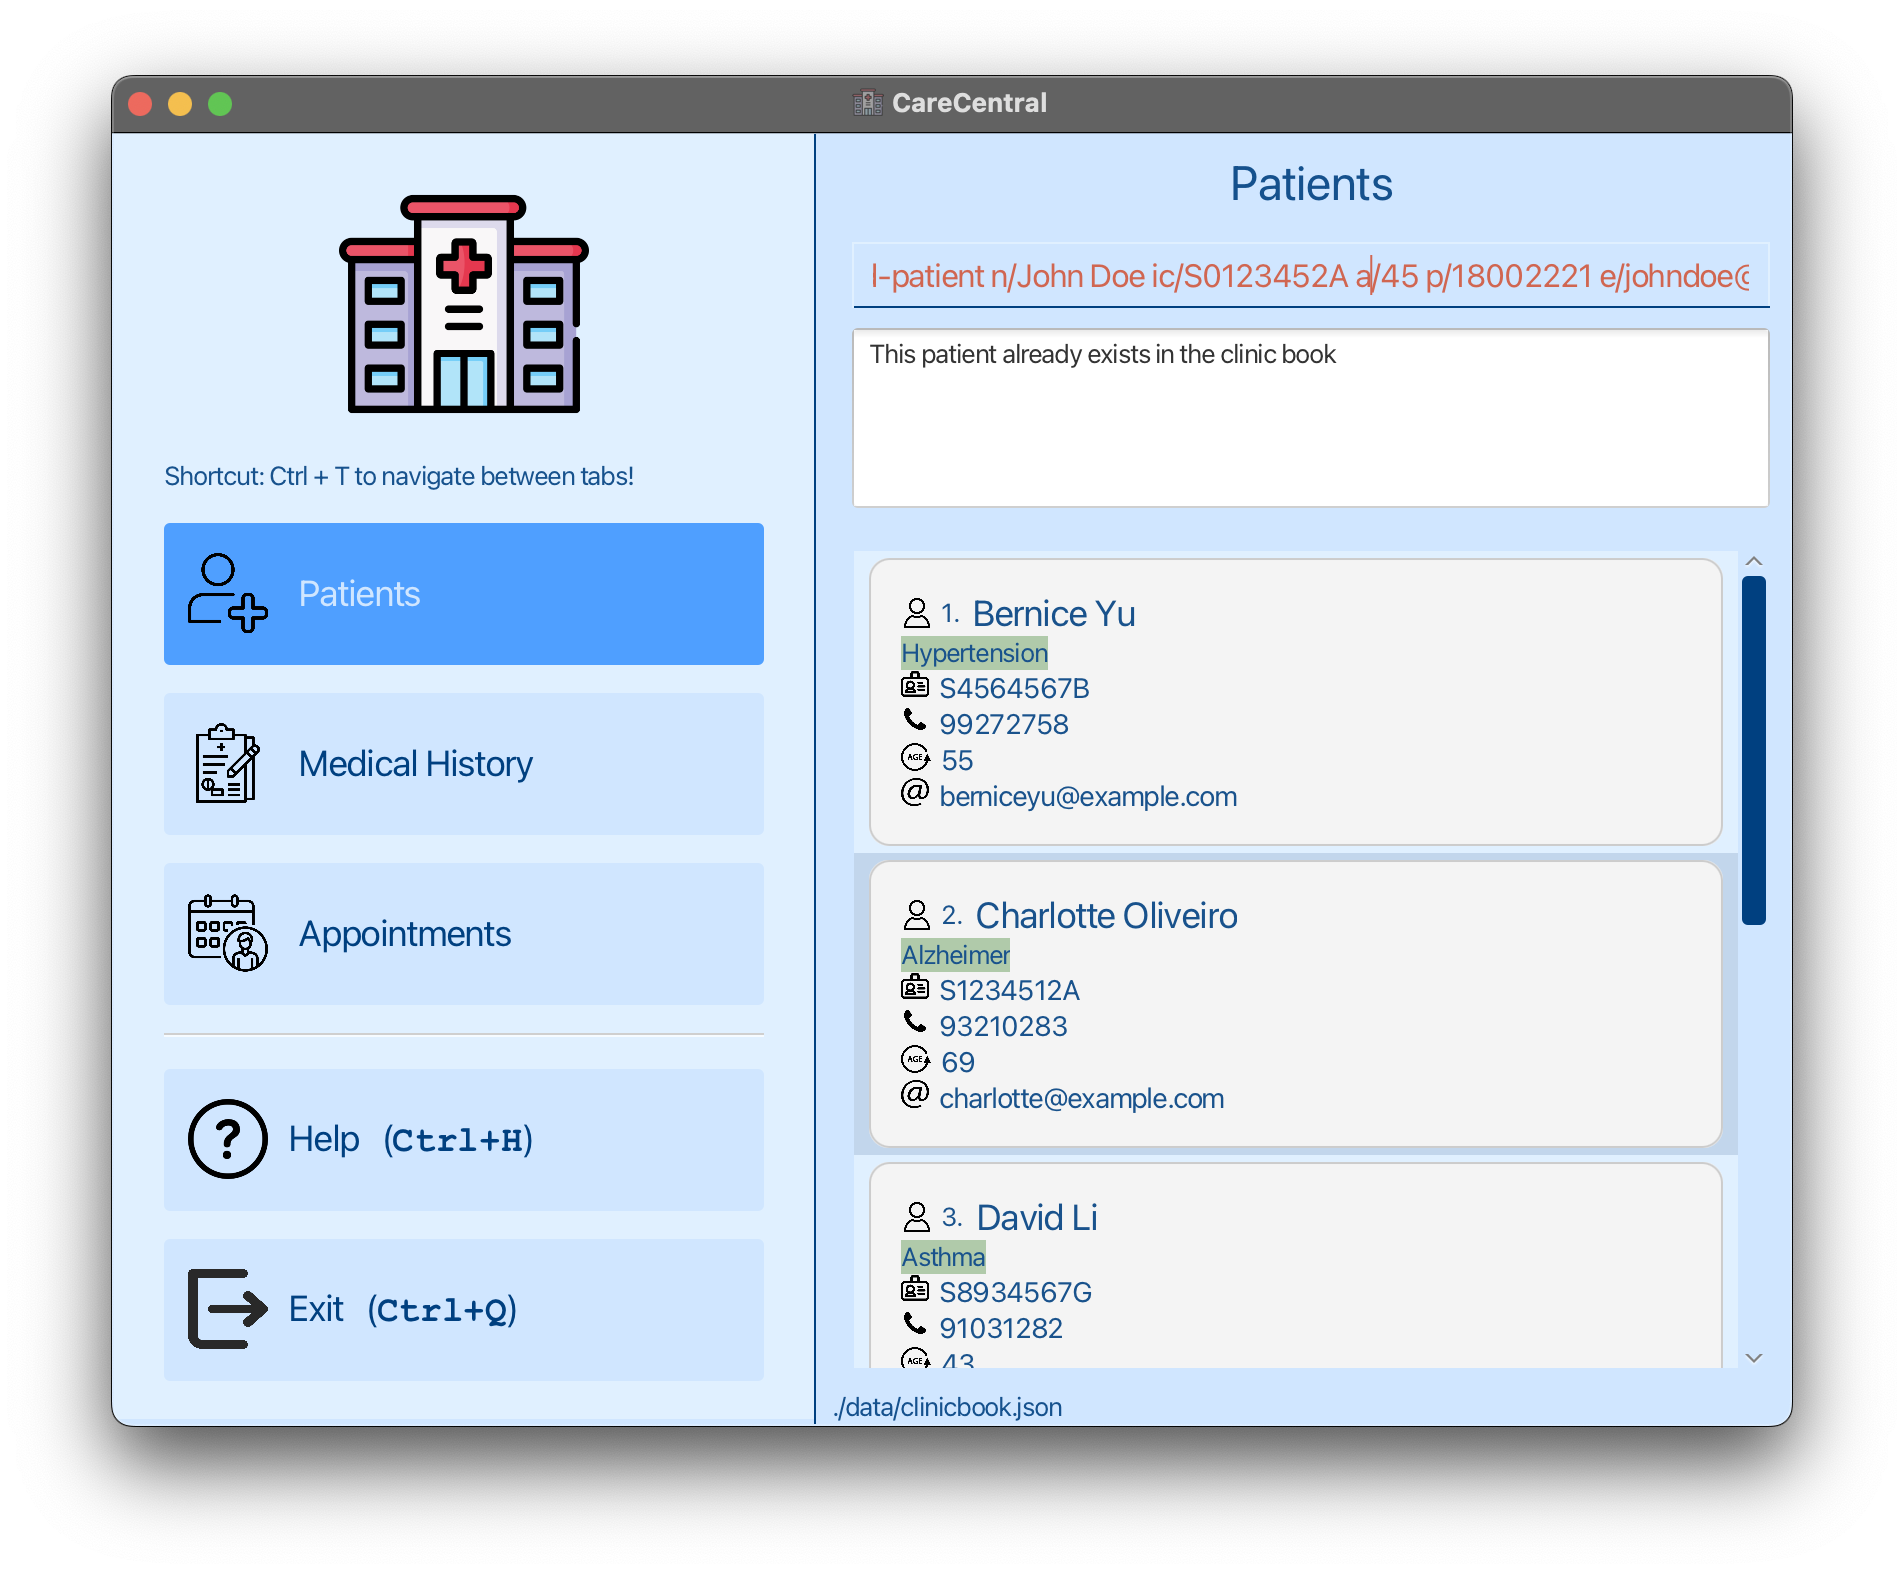 CareCentral
Shortcut: Ctrl + T to navigate between tabs!
Patients
Medical History
Appointments
Help (Ctrl+H)
Exit (Ctrl+Q)
Patients
l-patient n/John Doe ic/S0123452A a/45 p/18002221 e/johndoe@
This patient already exists in the clinic book
1. Bernice Yu
Hypertension
S4564567B
99272758
AGE 55
@ berniceyu@example.com
2. Charlotte Oliveiro
Alzheimer
S1234512A
93210283
AGE 69
@ charlotte@example.com
3. David Li
Asthma
S8934567G
91031282
AGE 43
./data/clinicbook.json